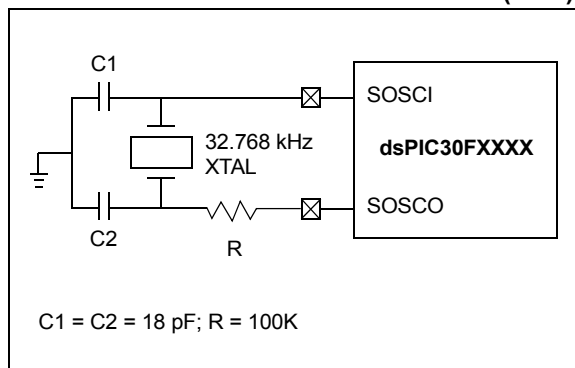 C1
SOSCI
32.768 kHz
XTAL
dsPIC30FXXXX
SOSCO
C2
R
C1 = C2 = 18 pF; R = 100K